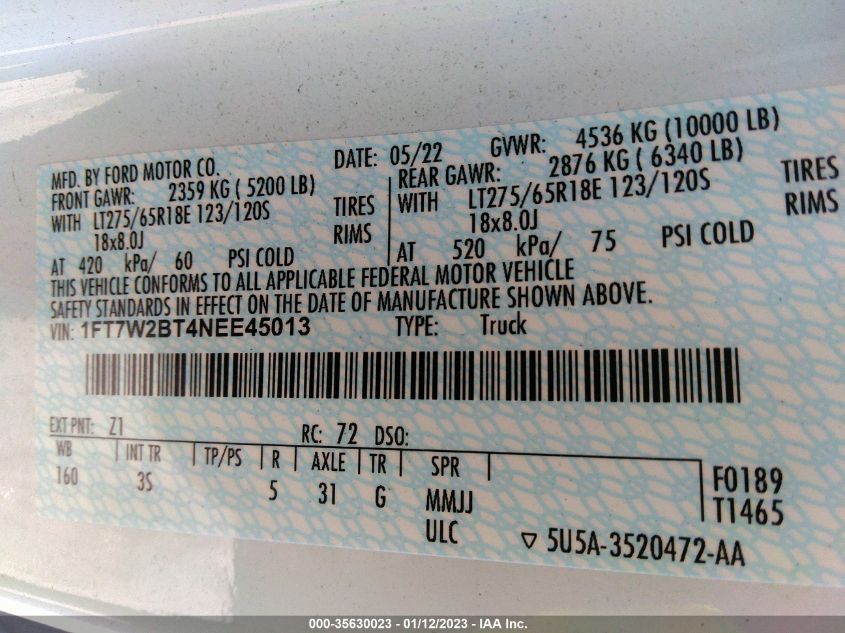 MFD. BY FORD MOTOR CO. DATE: 05/22 GVWR: 4536 KG (10000 LB)
FRONT GAWR: 2359 KG ( 5200 LB) REAR GAWR: 2876 KG ( 6340 LB)
WITH LT275/65R18E 123/120S TIRES WITH LT275/65R18E 123/120S TIRES
18x8.0J RIMS 18x8.0J RIMS
AT 420 kPa/ 60 PSI COLD AT 520 kPa/ 75 PSI COLD
THIS VEHICLE CONFORMS TO ALL APPLICABLE FEDERAL MOTOR VEHICLE
SAFETY STANDARDS IN EFFECT ON THE DATE OF MANUFACTURE SHOWN ABOVE.
VIN: 1FT7W2BT4NEE45013 TYPE: Truck
EXT PNT: Z1 RC: 72 DSO:
WB INT TR TP/PS R AXLE TR SPR
160 3S 5 31 G MMJJ
ULC
F0189
T1465
▽ 5U5A-3520472-AA
000-35630023 - 01/12/2023 - IAA Inc.